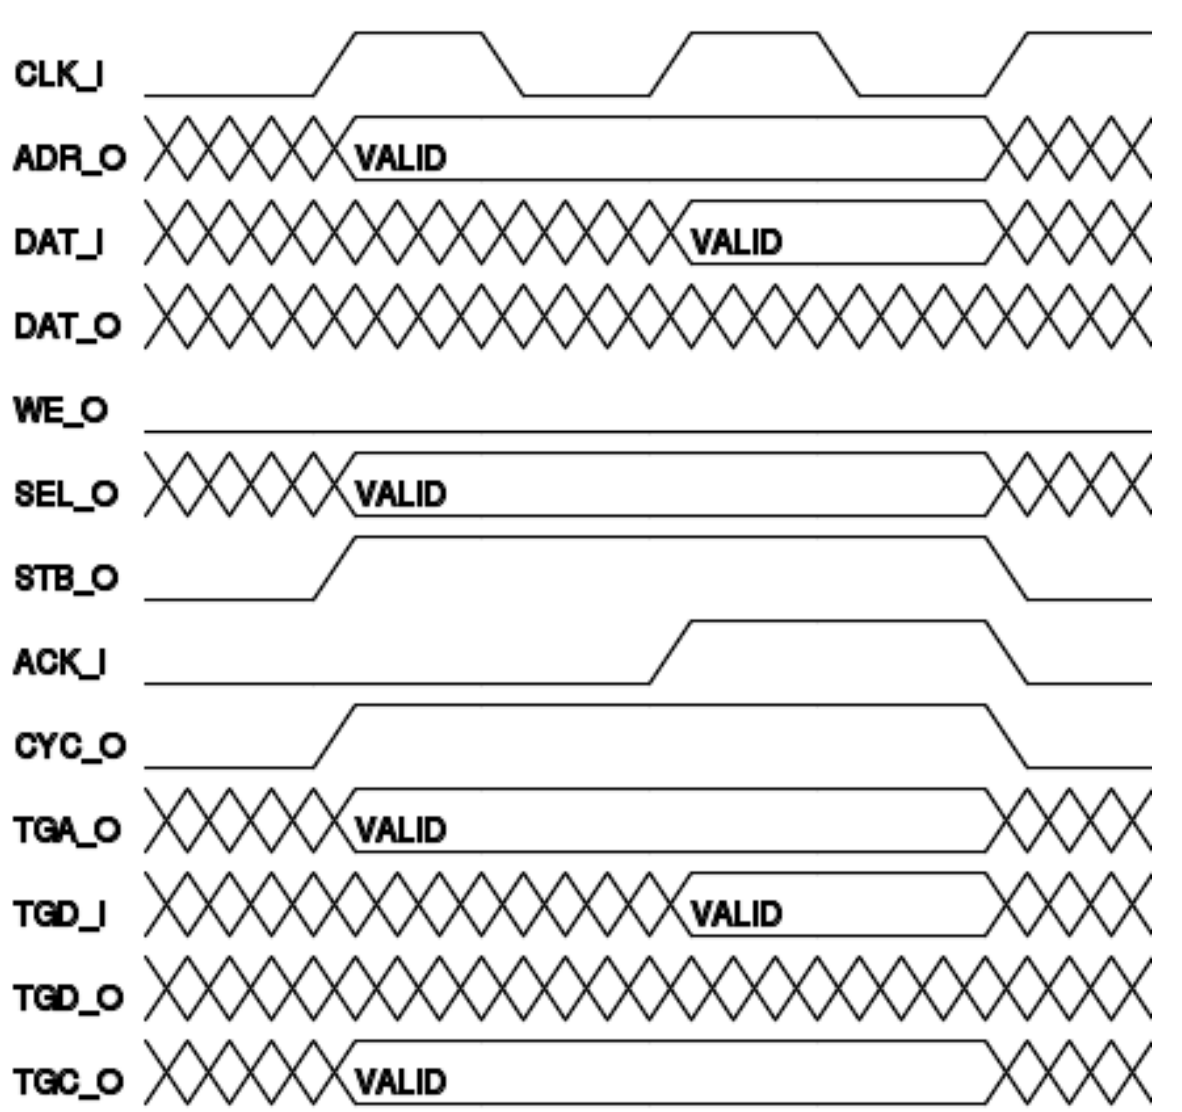 CLK_I
ADR_O VALID
DAT_I VALID
DAT_O
WE_O
SEL_O VALID
STB_O
ACK_I
CYC_O
TGA_O VALID
TGD_I VALID
TGD_O
TGC_O VALID